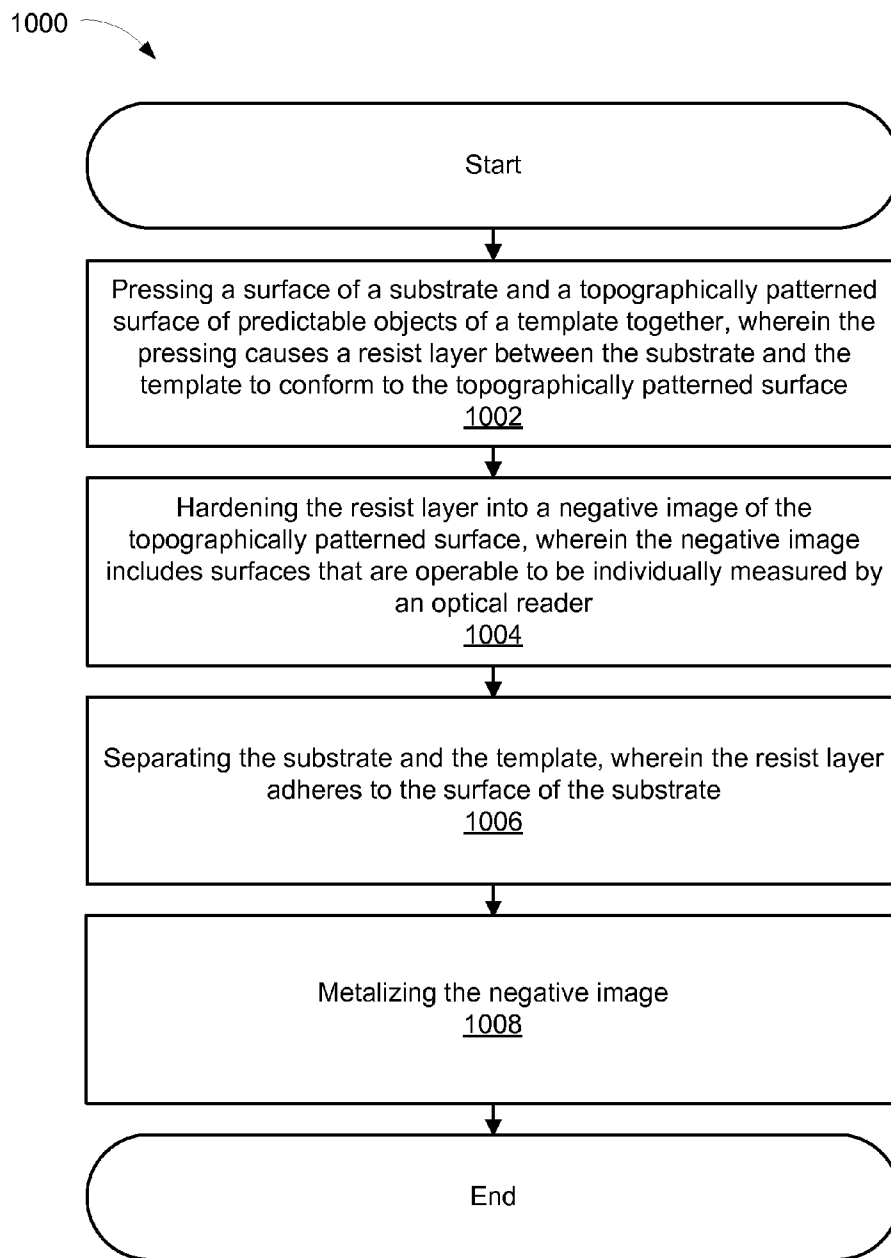 1000
Start
Pressing a surface of a substrate and a topographically patterned
surface of predictable objects of a template together, wherein the
pressing causes a resist layer between the substrate and the
template to conform to the topographically patterned surface
1002
Hardening the resist layer into a negative image of the
topographically patterned surface, wherein the negative image
includes surfaces that are operable to be individually measured by
an optical reader
1004
Separating the substrate and the template, wherein the resist layer
adheres to the surface of the substrate
1006
Metalizing the negative image
1008
End